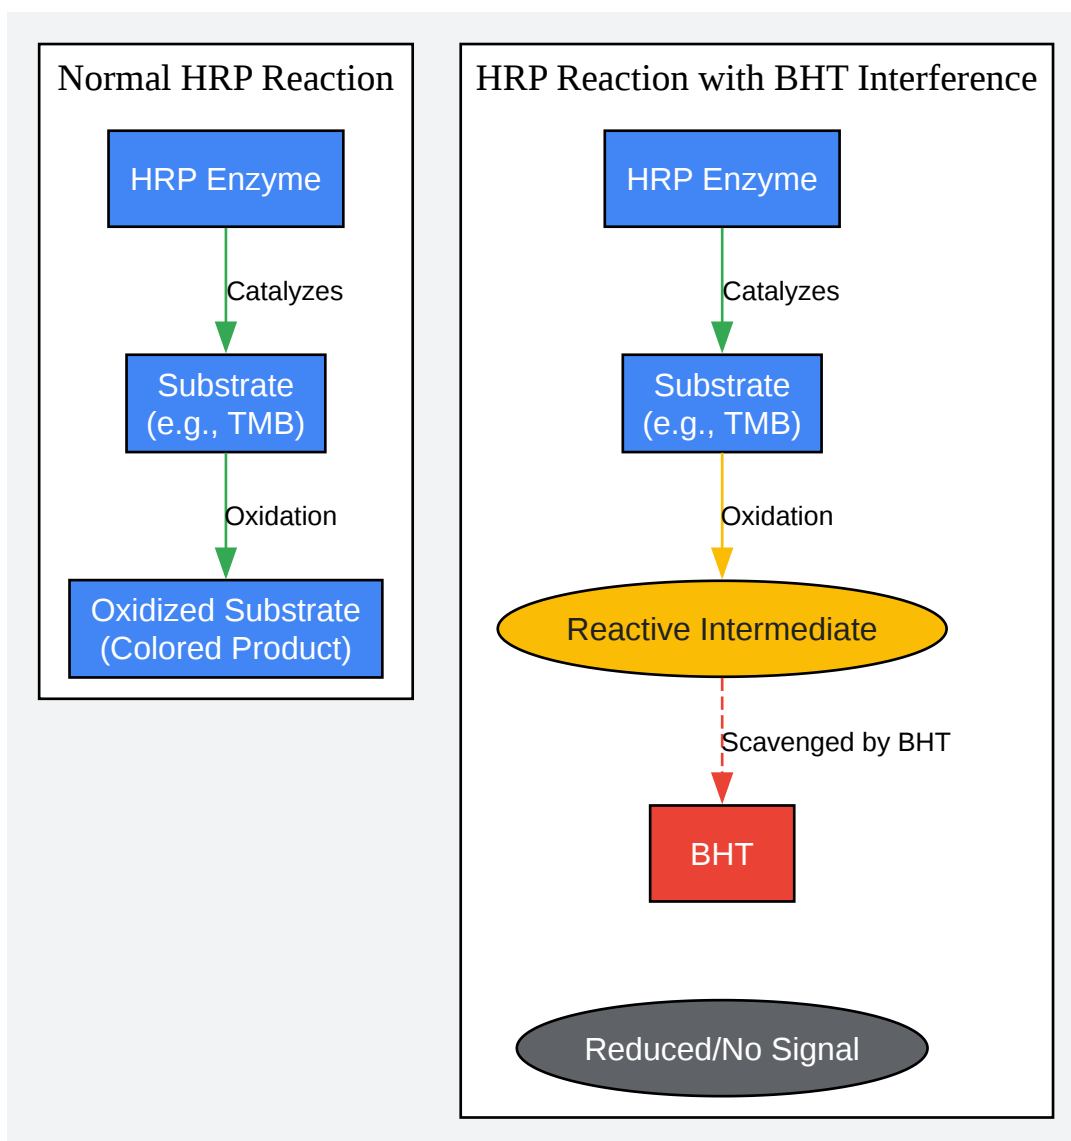 Normal HRP Reaction
HRP Enzyme
Catalyzes
Substrate
(e.g., TMB)
Oxidation
Oxidized Substrate
(Colored Product)
HRP Reaction with BHT Interference
HRP Enzyme
Catalyzes
Substrate
(e.g., TMB)
Oxidation
Reactive Intermediate
Scavenged by BHT
BHT
Reduced/No Signal